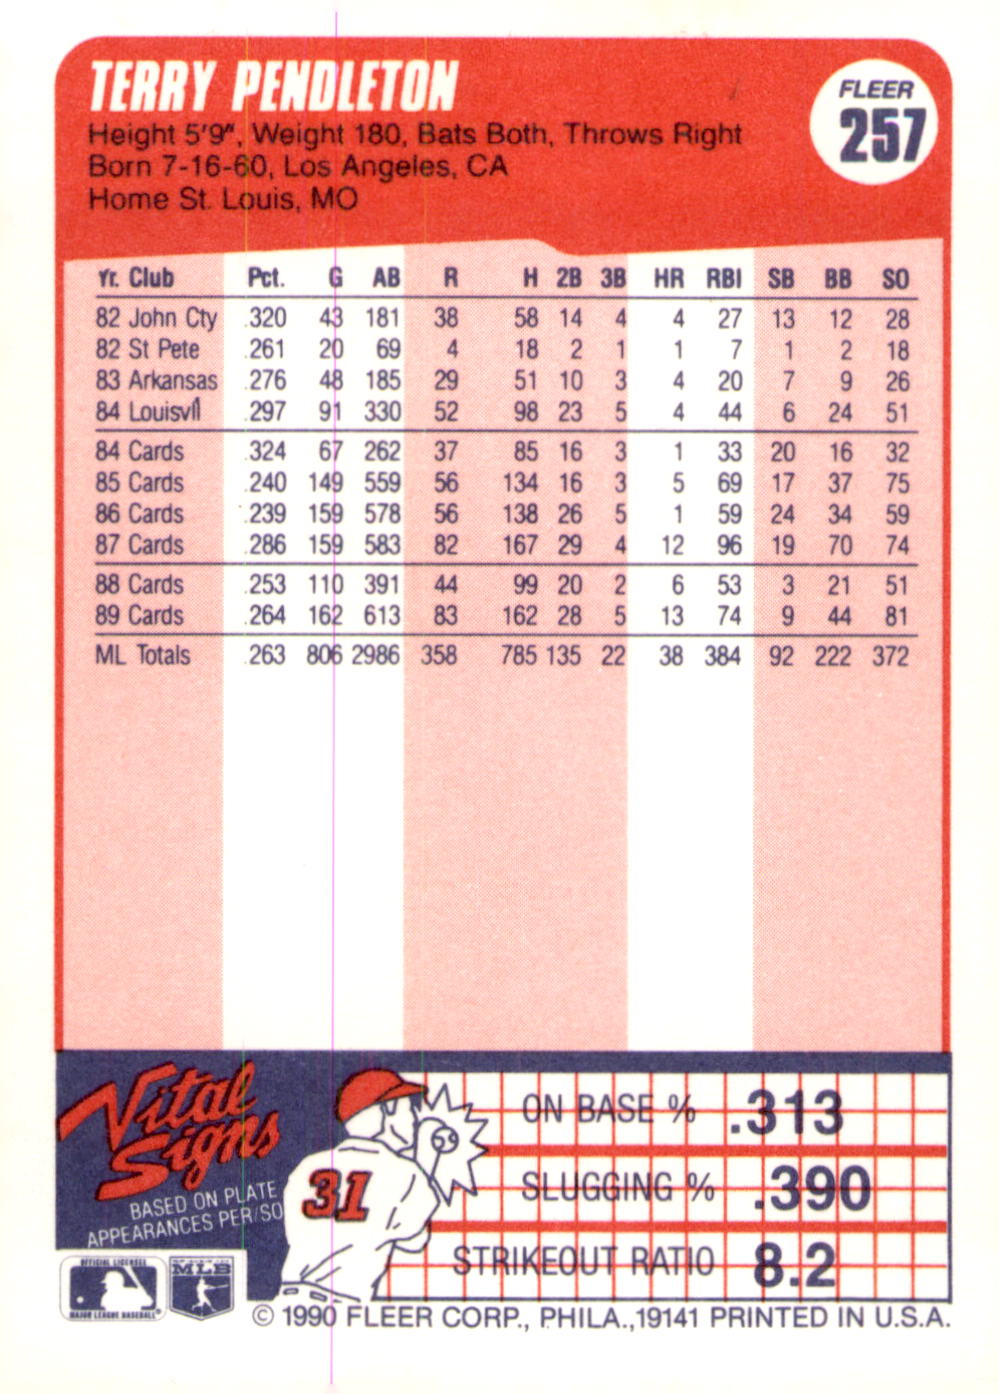 TERRY PENDLETON
FLEER
257
Height 5'9", Weight 180, Bats Both, Throws Right
Born 7-16-60, Los Angeles, CA
Home St. Louis, MO
Yr. Club Pct. G AB R H 2B 3B HR RBI SB BB SO
82 John Cty .320 43 181 38 58 14 4 4 27 13 12 28
82 St Pete .261 20 69 4 18 2 1 1 7 1 2 18
83 Arkansas .276 48 185 29 51 10 3 4 20 7 9 26
84 Louisvll .297 91 330 52 98 23 5 4 44 6 24 51
84 Cards .324 67 262 37 85 16 3 1 33 20 16 32
85 Cards .240 149 559 56 134 16 3 5 69 17 37 75
86 Cards .239 159 578 56 138 26 5 1 59 24 34 59
87 Cards .286 159 583 82 167 29 4 12 96 19 70 74
88 Cards .253 110 391 44 99 20 2 6 53 3 21 51
89 Cards .264 162 613 83 162 28 5 13 74 9 44 81
ML Totals .263 806 2986 358 785 135 22 38 384 92 222 372
Vital
Signs
BASED ON PLATE
APPEARANCES PER/SO
31
ON BASE % .313
SLUGGING % .390
STRIKEOUT RATIO 8.2
OFFICIAL LICENSEE
MAJOR LEAGUE BASEBALL
MLB
© 1990 FLEER CORP., PHILA., 19141 PRINTED IN U.S.A.